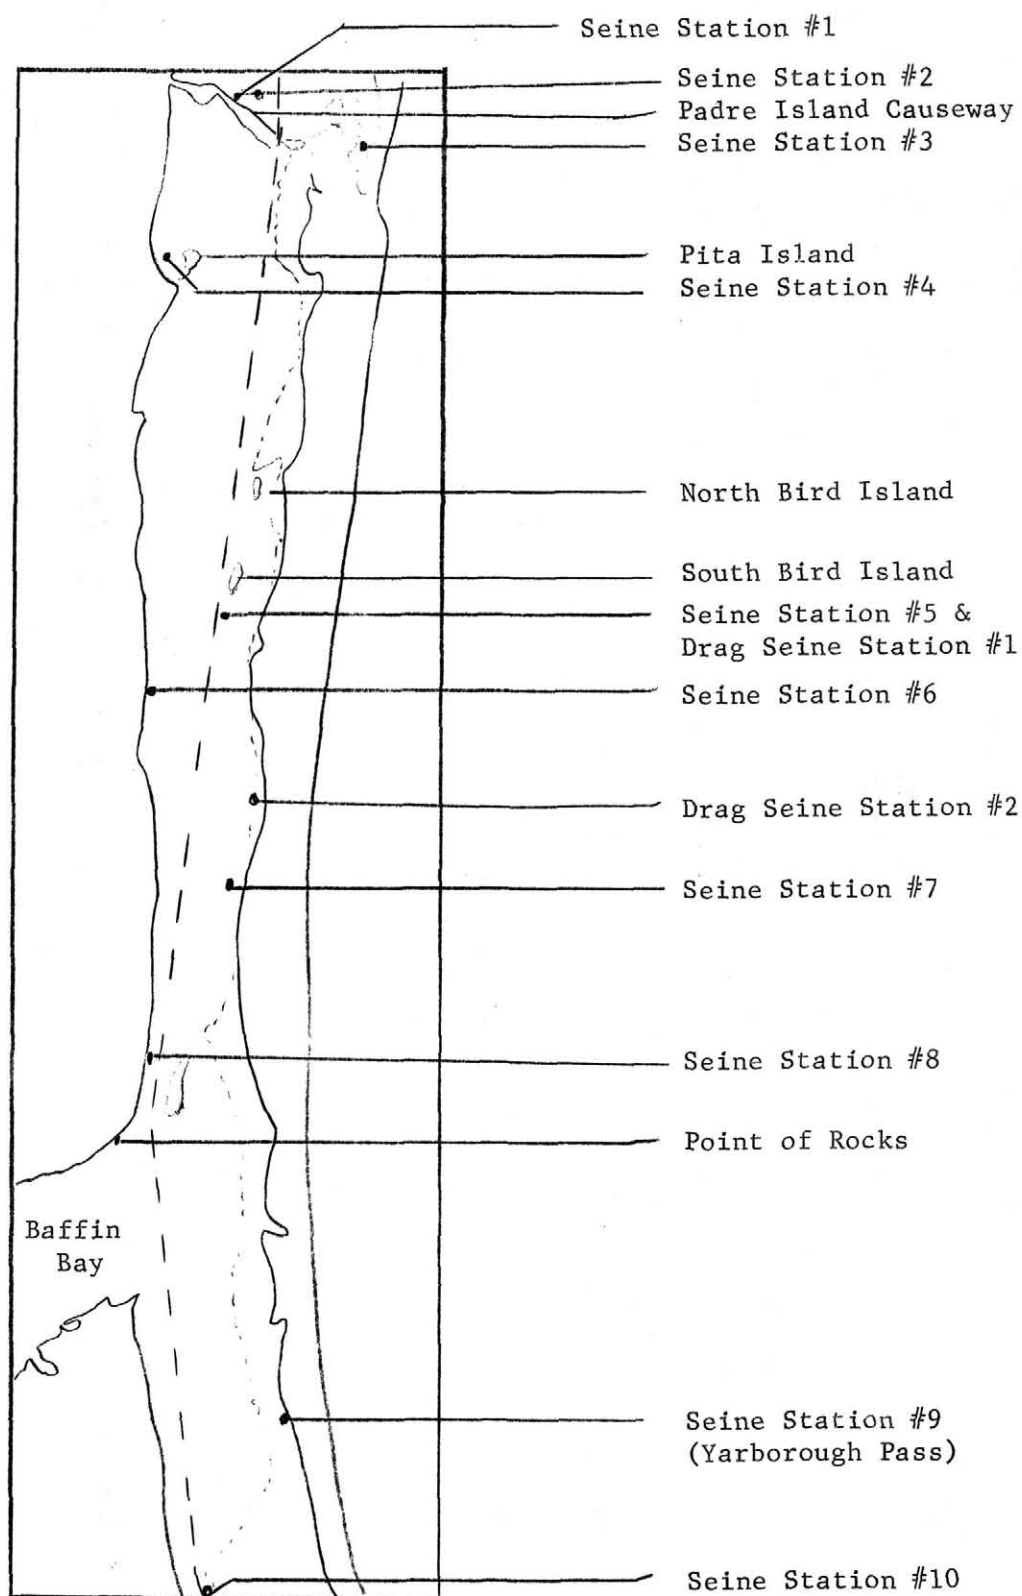 Seine Station #1
Seine Station #2
Padre Island Causeway
Seine Station #3
Pita Island
Seine Station #4
North Bird Island
South Bird Island
Seine Station #5 &
Drag Seine Station #1
Seine Station #6
Drag Seine Station #2
Seine Station #7
Seine Station #8
Point of Rocks
Baffin
Bay
Seine Station #9
(Yarborough Pass)
Seine Station #10